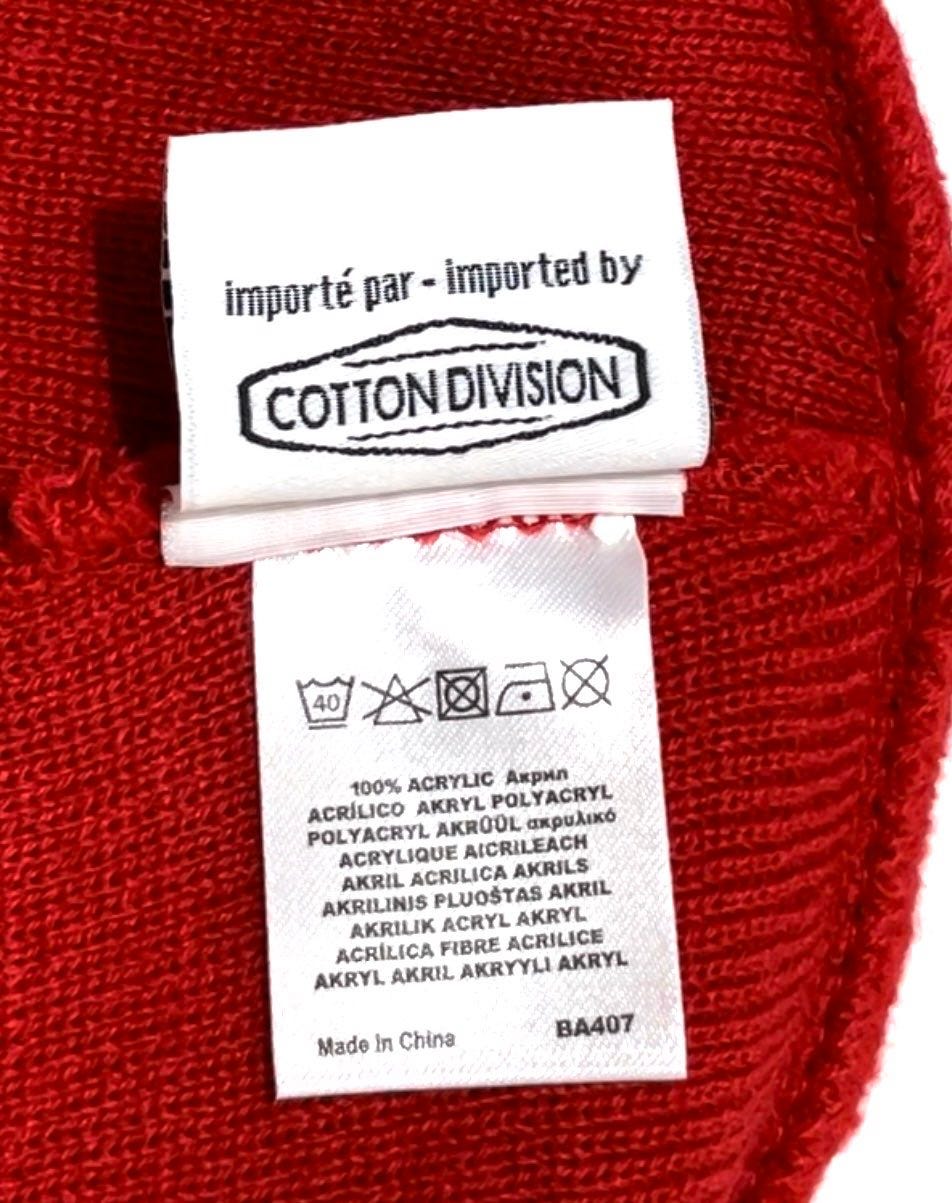 importé par - imported by
COTTON DIVISION
40
100% ACRYLIC Акрил
ACRÍLICO AKRYL POLYACRYL
POLYACRYL AKRÜÜL ακρυλικό
ACRYLIQUE AICRILEACH
AKRIL ACRILICA AKRILS
AKRILINIS PLUOŠTAS AKRIL
AKRILIK ACRYL AKRYL
ACRÍLICA FIBRE ACRILICE
AKRYL AKRIL AKRYYLI AKRYL
Made In China BA407